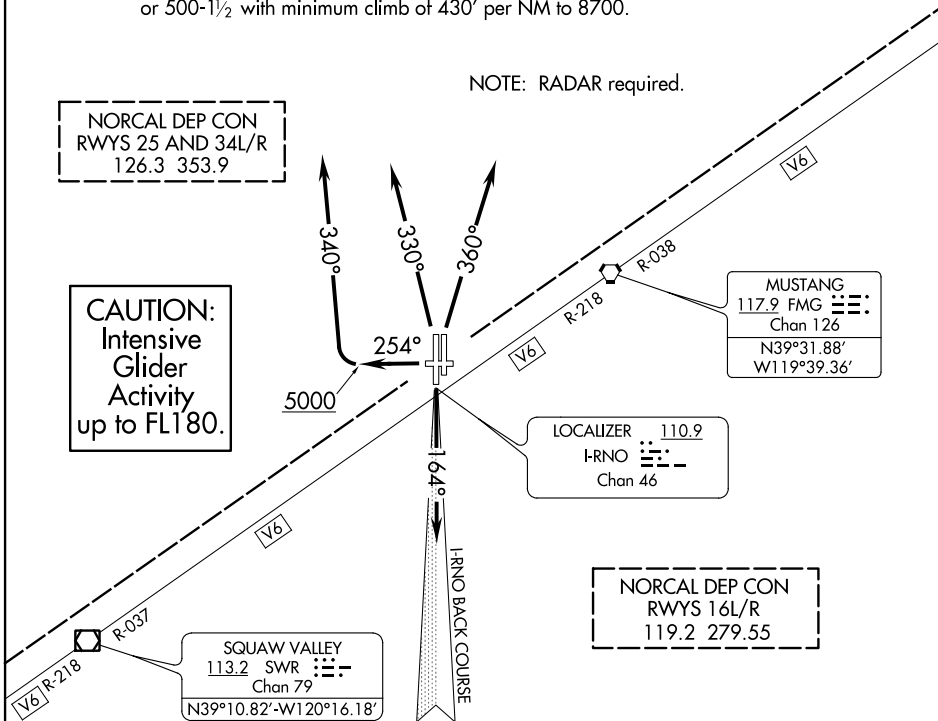 or 500-1½ with minimum climb of 430' per NM to 8700.
NOTE: RADAR required.
NORCAL DEP CON
RWYS 25 AND 34L/R
126.3 353.9
V6
340°
330°
360°
R-038
R-218
MUSTANG
117.9 FMG
Chan 126
N39°31.88'
W119°39.36'
CAUTION:
Intensive
Glider
Activity
up to FL180.
254°
5000
V6
LOCALIZER 110.9
I-RNO
Chan 46
164°
V6
I-RNO BACK COURSE
NORCAL DEP CON
RWYS 16L/R
119.2 279.55
R-037
SQUAW VALLEY
113.2 SWR
Chan 79
N39°10.82'-W120°16.18'
V6 R-218